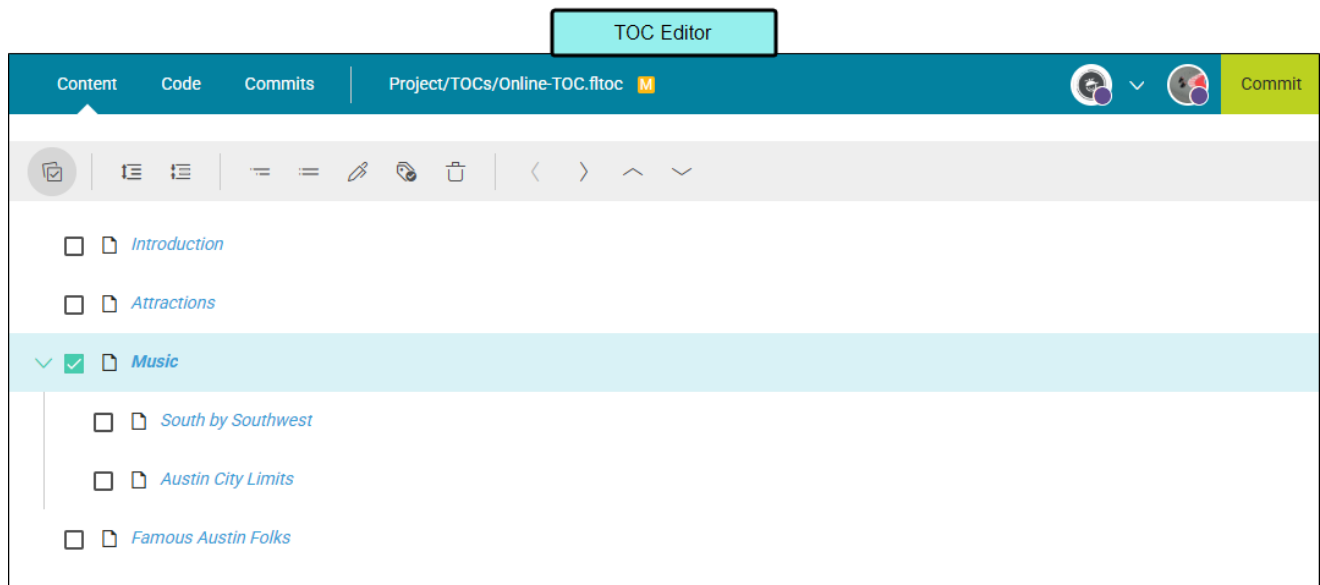 TOC Editor
Content Code Commits Project/TOCs/Online-TOC.fltoc M Commit
Introduction
Attractions
Music
South by Southwest
Austin City Limits
Famous Austin Folks